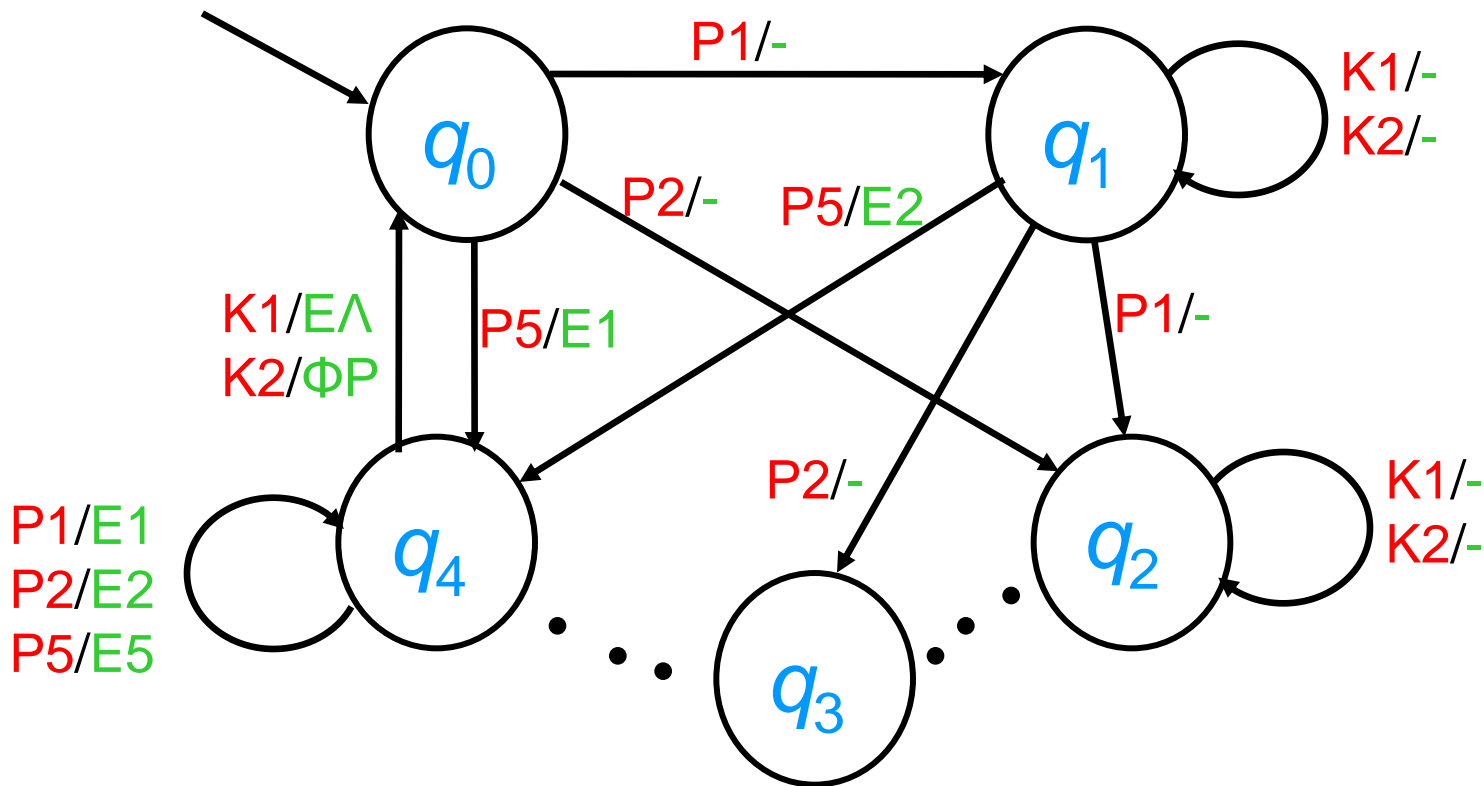 P1/-
q0
q1
K1/-
K2/-
P2/-
P5/E2
K1/ΕΛ
K2/ΦΡ
P5/E1
P1/-
P2/-
P1/E1
P2/E2
P5/E5
q4
q2
K1/-
K2/-
q3